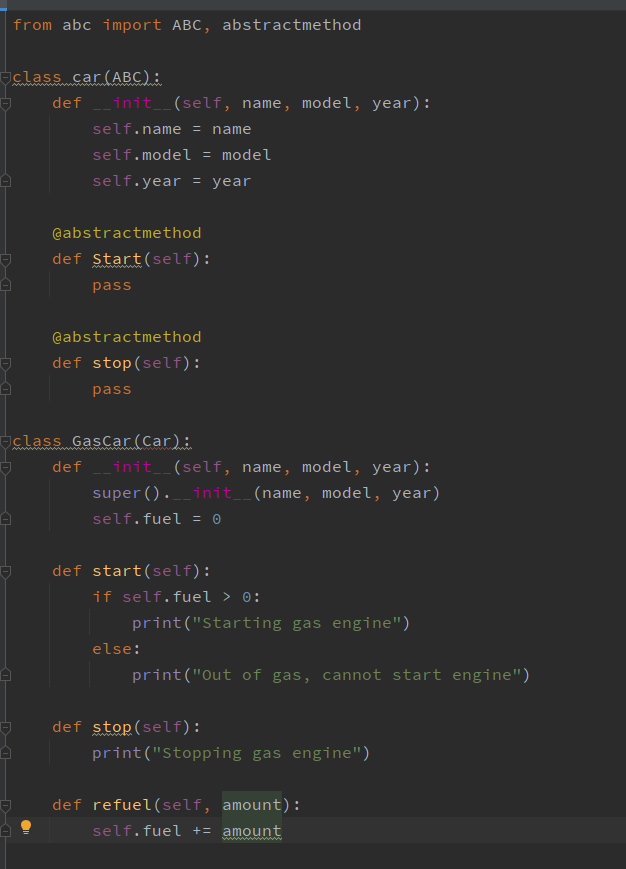 from abc import ABC, abstractmethod
class car(ABC):
def __init__(self, name, model, year):
self.name = name
self.model = model
self.year = year
@abstractmethod
def Start(self):
pass
@abstractmethod
def stop(self):
pass
class GasCar(Car):
def __init__(self, name, model, year):
super().__init__(name, model, year)
self.fuel = 0
def start(self):
if self.fuel > 0:
print("Starting gas engine")
else:
print("Out of gas, cannot start engine")
def stop(self):
print("Stopping gas engine")
def refuel(self, amount):
self.fuel += amount